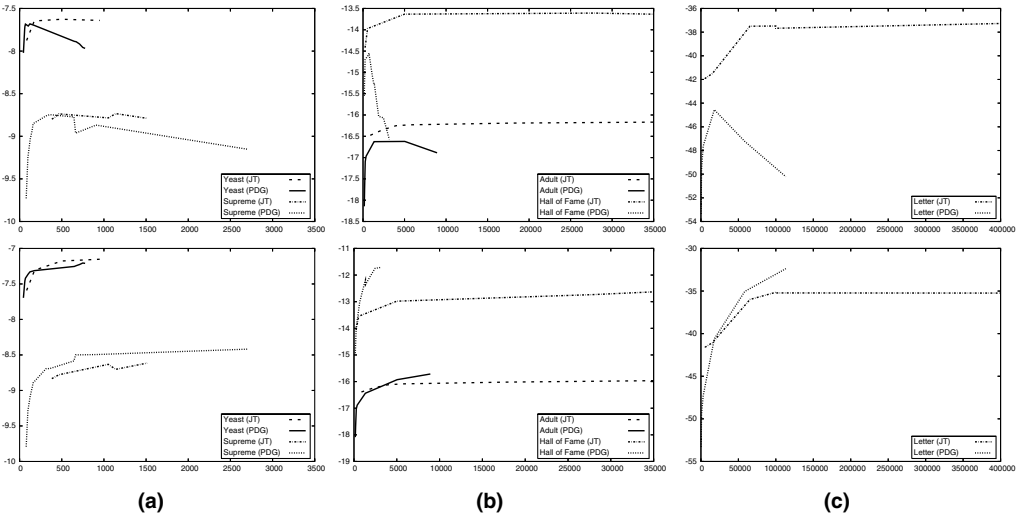 -7.5
-8
-8.5
-9
-9.5
-10
0 500 1000 1500 2000 2500 3000 3500
Yeast (JT)
Yeast (PDG)
Supreme (JT)
Supreme (PDG)
-13.5
-14
-14.5
-15
-15.5
-16
-16.5
-17
-17.5
-18
-18.5
0 5000 10000 15000 20000 25000 30000 35000
Adult (JT)
Adult (PDG)
Hall of Fame (JT)
Hall of Fame (PDG)
-36
-38
-40
-42
-44
-46
-48
-50
-52
-54
0 50000 100000 150000 200000 250000 300000 350000 400000
Letter (JT)
Letter (PDG)
-7
-7.5
-8
-8.5
-9
-9.5
-10
0 500 1000 1500 2000 2500 3000 3500
Yeast (JT)
Yeast (PDG)
Supreme (JT)
Supreme (PDG)
-11
-12
-13
-14
-15
-16
-17
-18
-19
0 5000 10000 15000 20000 25000 30000 35000
Adult (JT)
Adult (PDG)
Hall of Fame (JT)
Hall of Fame (PDG)
-30
-35
-40
-45
-50
-55
0 50000 100000 150000 200000 250000 300000 350000 400000
Letter (JT)
Letter (PDG)
(a) (b) (c)